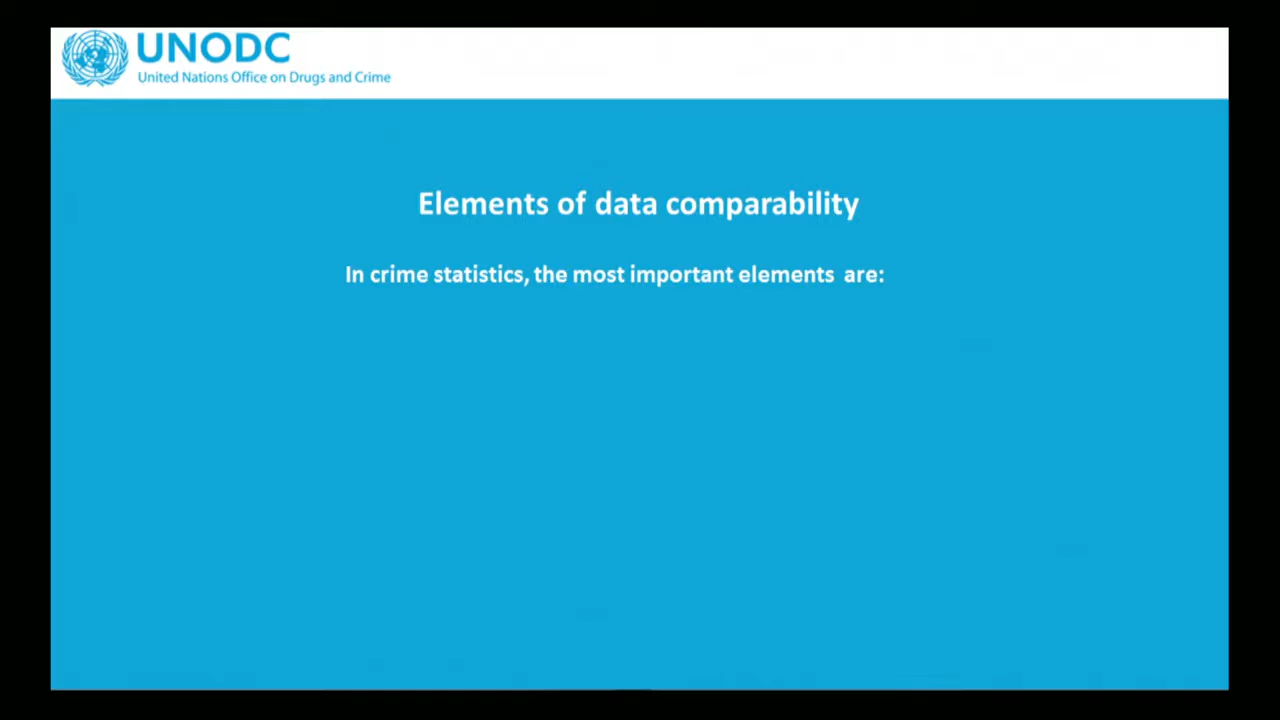 UNODC
United Nations Office on Drugs and Crime
Elements of data comparability
In crime statistics, the most important elements are: